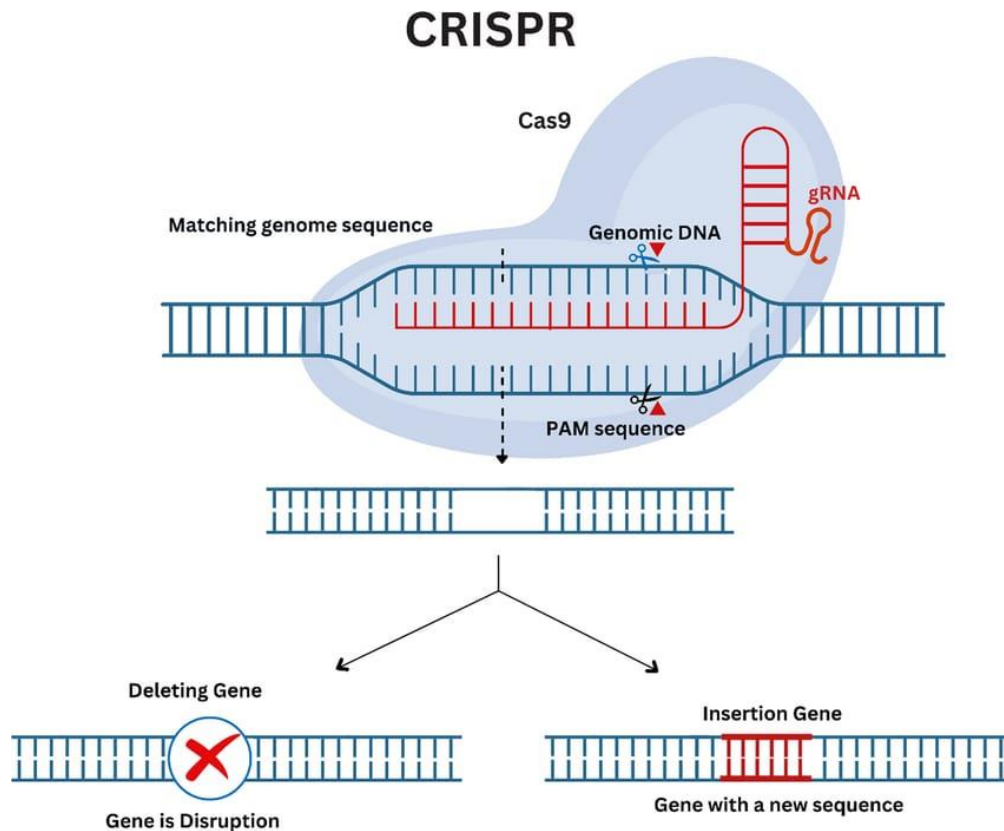 CRISPR
Cas9
gRNA
Matching genome sequence
Genomic DNA
PAM sequence
Deleting Gene
Gene is Disruption
Insertion Gene
Gene with a new sequence